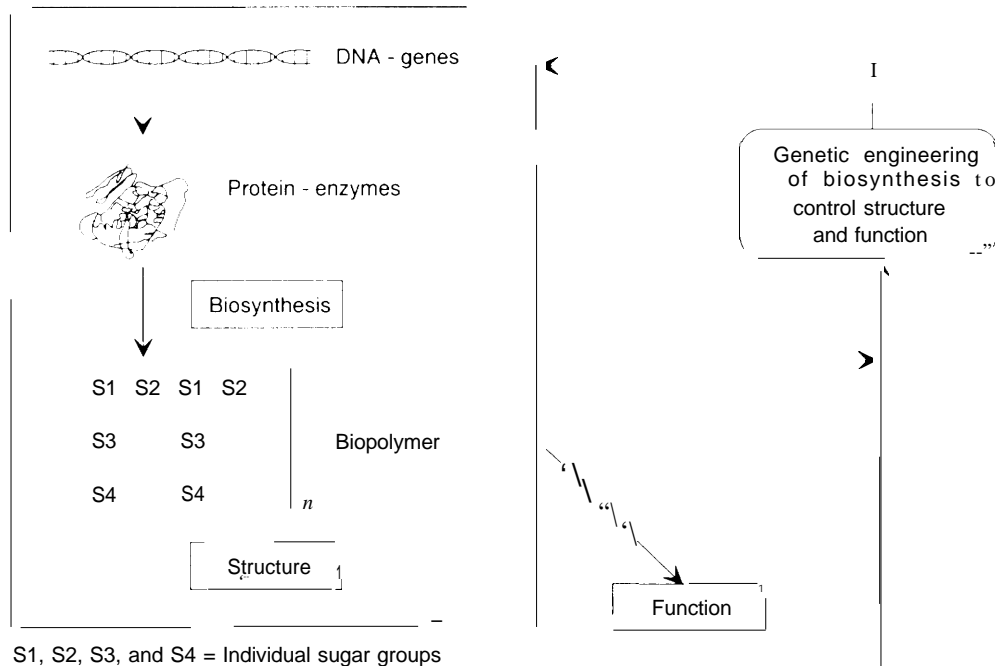 DNA - genes
Protein - enzymes
Biosynthesis
S1 S2 S1 S2
S3 S3
Biopolymer
S4 S4
n
Structure
S1, S2, S3, and S4 = Individual sugar groups
I
Genetic engineering
of biosynthesis to
control structure
and function
Function